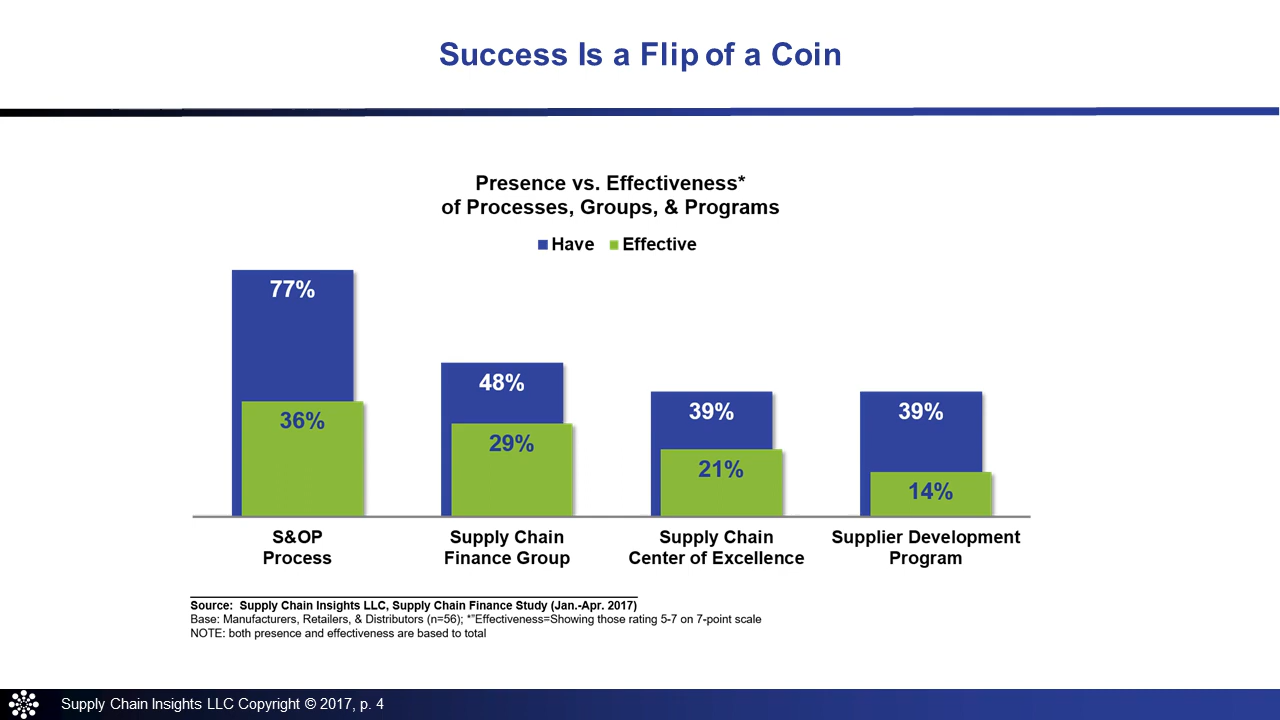 Success Is a Flip of a Coin
Presence vs. Effectiveness*
of Processes, Groups, & Programs
Have Effective
77%
36%
48%
29%
39%
21%
39%
14%
S&OP
Process
Supply Chain
Finance Group
Supply Chain
Center of Excellence
Supplier Development
Program
Source:  Supply Chain Insights LLC, Supply Chain Finance Study (Jan.-Apr. 2017)
Base: Manufacturers, Retailers, & Distributors (n=56); *"Effectiveness=Showing those rating 5-7 on 7-point scale
NOTE: both presence and effectiveness are based to total
Supply Chain Insights LLC Copyright © 2017, p. 4